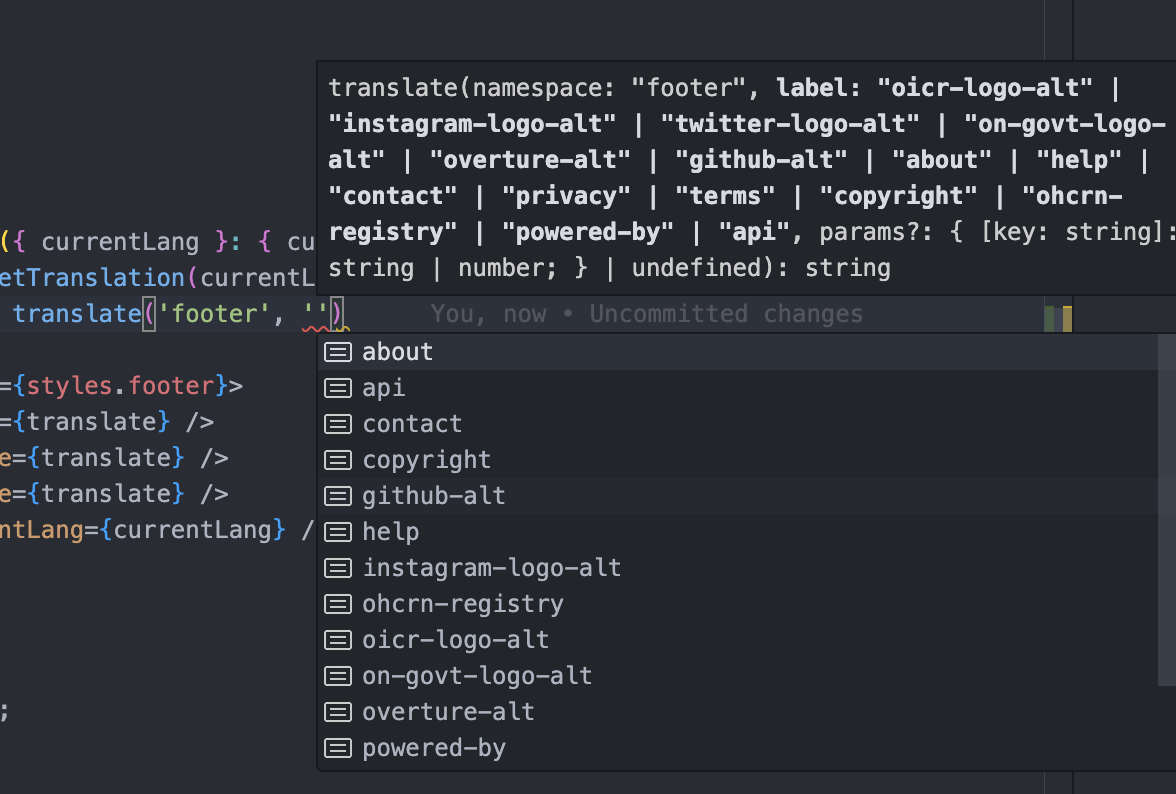 translate(namespace: "footer", label: "oicr-logo-alt" |
"instagram-logo-alt" | "twitter-logo-alt" | "on-govt-logo-
alt" | "overture-alt" | "github-alt" | "about" | "help" |
"contact" | "privacy" | "terms" | "copyright" | "ohcrn-
registry" | "powered-by" | "api", params?: { [key: string]:
string | number; } | undefined): string
({ currentLang }: { cu
etTranslation(currentL
translate('footer', '') You, now • Uncommitted changes
about
api
={styles.footer}>
contact
={translate} />
copyright
e={translate} />
github-alt
e={translate} />
help
ntLang={currentLang} /
instagram-logo-alt
ohcrn-registry
oicr-logo-alt
on-govt-logo-alt
overture-alt
;
powered-by